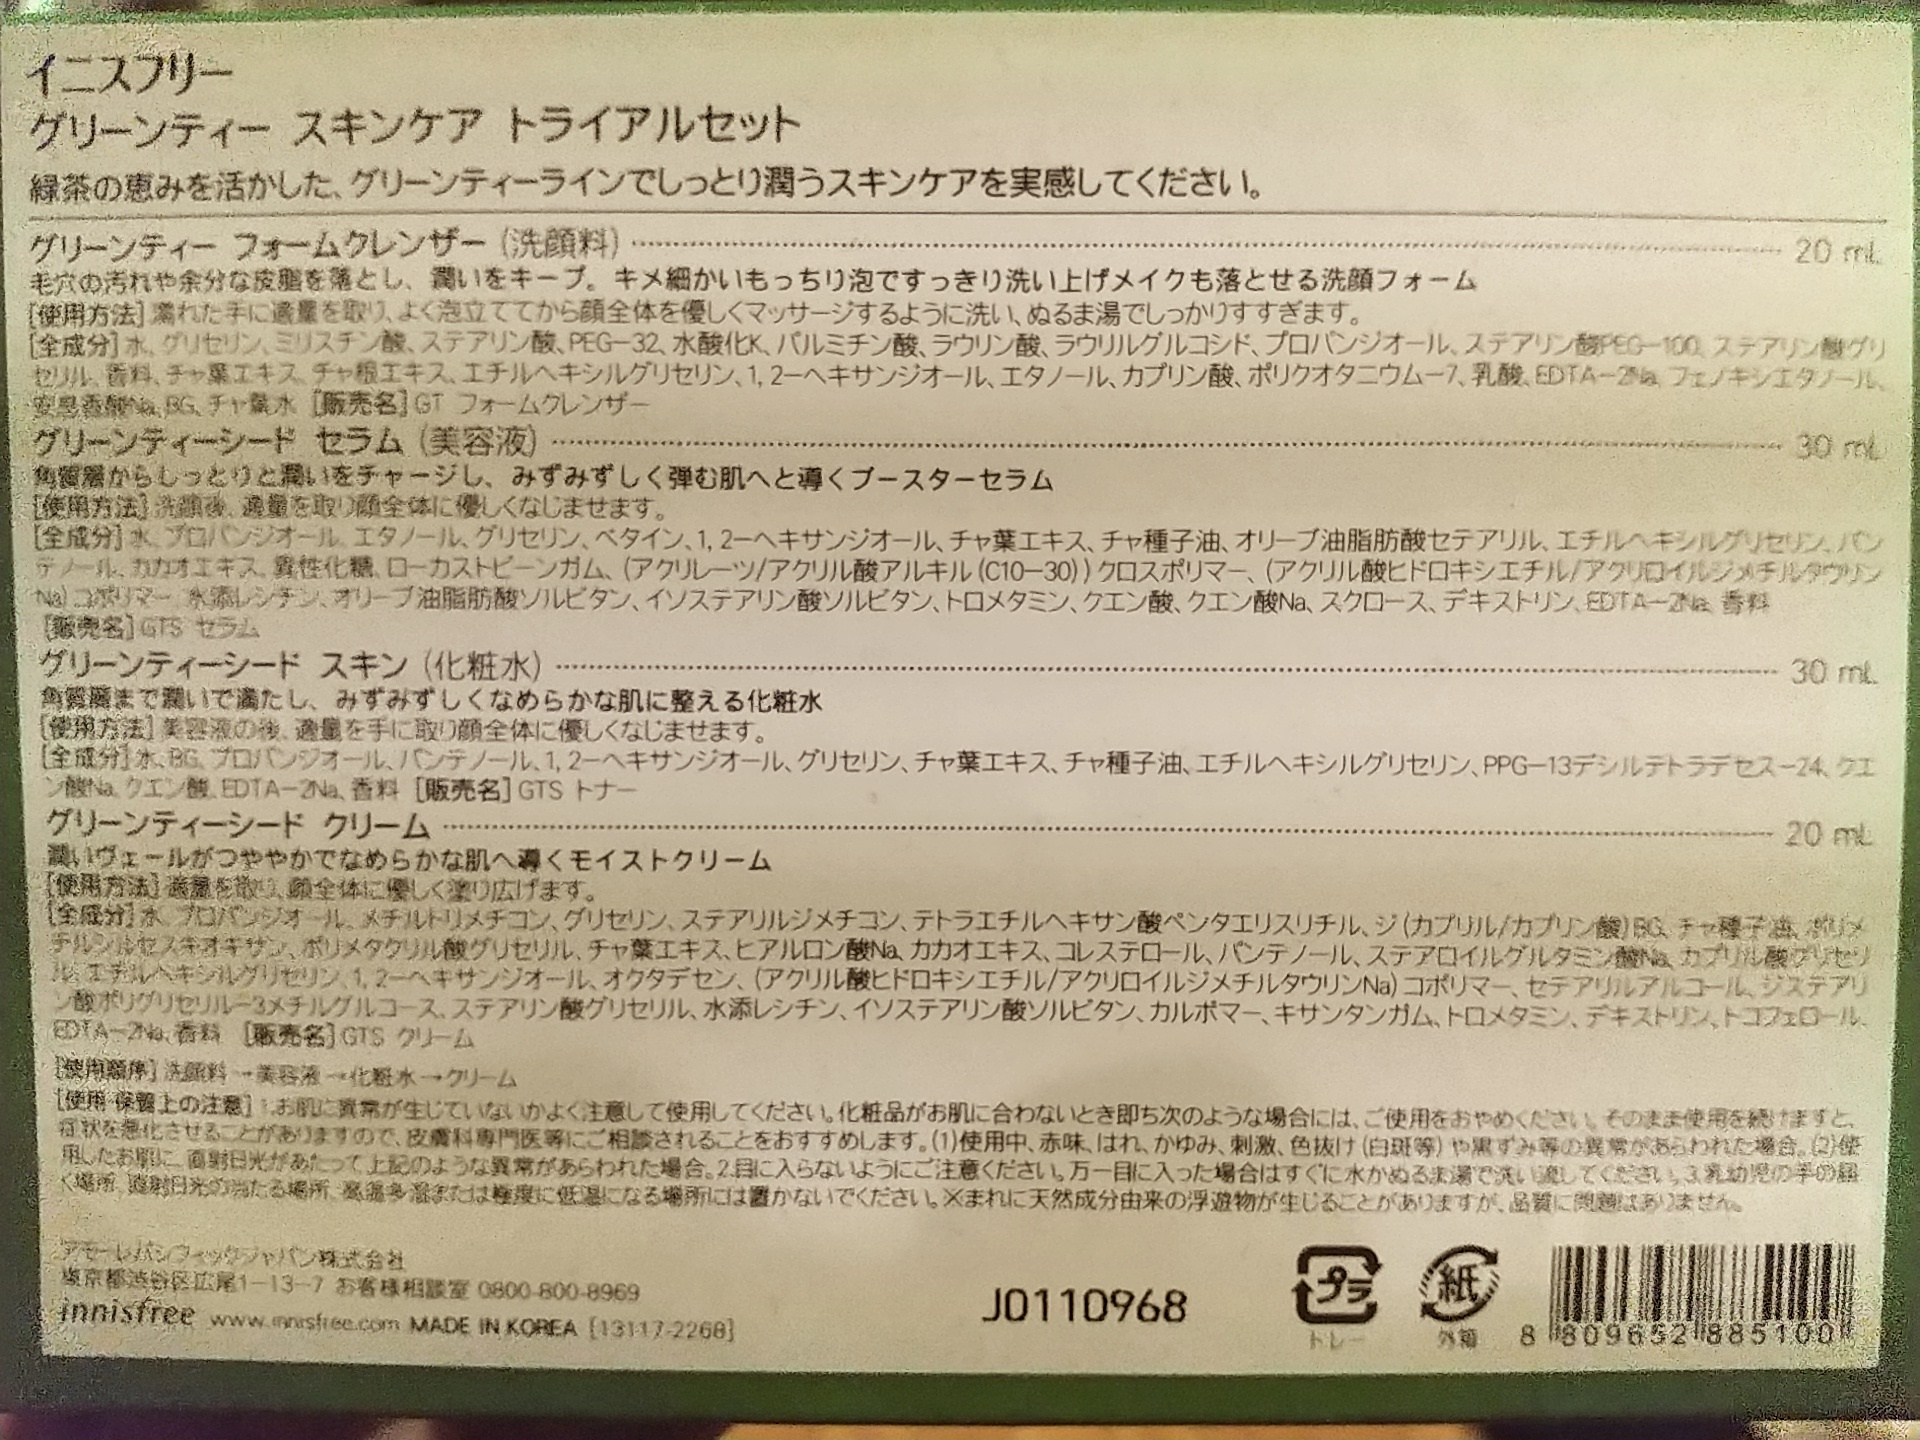 イニスフリー
グリーンティー スキンケア トライアルセット
緑茶の恵みを活かした、グリーンティーラインでしっとり潤うスキンケアを実感してください。
グリーンティー フォームクレンザー (洗顔料) 20 mL
毛穴の汚れや余分な皮脂を落とし、潤いをキープ。キメ細かいもっちり泡ですっきり洗い上げメイクも落とせる洗顔フォーム
[使用方法] 濡れた手に適量を取り、よく泡立ててから顔全体を優しくマッサージするように洗い、ぬるま湯でしっかりすすぎます。
[全成分] 水、グリセリン、ミリスチン酸、ステアリン酸、PEG-32、水酸化K、パルミチン酸、ラウリン酸、ラウリルグルコシド、プロパンジオール、ステアリン酸PEG-100、ステアリン酸グリ
セリル、香料、チャ葉エキス、チャ根エキス、エチルヘキシルグリセリン、1, 2-ヘキサンジオール、エタノール、カプリン酸、ポリクオタニウム-7、乳酸、EDTA-2Na、フェノキシエタノール、
安息香酸Na、BG、チャ葉水 [販売名] GT フォームクレンザー
グリーンティーシード セラム (美容液) 30 mL
角質層からしっとりと潤いをチャージし、みずみずしく弾む肌へと導くブースターセラム
[使用方法] 洗顔後、適量を取り顔全体に優しくなじませます。
[全成分] 水、プロパンジオール、エタノール、グリセリン、ベタイン、1, 2-ヘキサンジオール、チャ葉エキス、チャ種子油、オリーブ油脂肪酸セテアリル、エチルヘキシルグリセリン、パン
テノール、カカオエキス、異性化糖、ローカストビーンガム、(アクリレーツ/アクリル酸アルキル (C10-30)) クロスポリマー、(アクリル酸ヒドロキシエチル/アクリロイルジメチルタウリン
Na) コポリマー、水添レシチン、オリーブ油脂肪酸ソルビタン、イソステアリン酸ソルビタン、トロメタミン、クエン酸、クエン酸Na、スクロース、デキストリン、EDTA-2Na、香料
[販売名] GTS セラム
グリーンティーシード スキン (化粧水) 30 mL
角質層まで潤いで満たし、みずみずしくなめらかな肌に整える化粧水
[使用方法] 美容液の後、適量を手に取り顔全体に優しくなじませます。
[全成分] 水、BG、プロパンジオール、パンテノール、1, 2-ヘキサンジオール、グリセリン、チャ葉エキス、チャ種子油、エチルヘキシルグリセリン、PPG-13デシルテトラデセス-24、クエ
ン酸Na、クエン酸、EDTA-2Na、香料 [販売名] GTS トナー
グリーンティーシード クリーム 20 mL
潤いヴェールがつややかでなめらかな肌へ導くモイストクリーム
[使用方法] 適量を取り、顔全体に優しく塗り広げます。
[全成分] 水、プロパンジオール、メチルトリメチコン、グリセリン、ステアリルジメチコン、テトラエチルヘキサン酸ペンタエリスリチル、ジ (カプリル/カプリン酸) BG、チャ種子油、ポリメ
チルシルセスキオキサン、ポリメタクリル酸グリセリル、チャ葉エキス、ヒアルロン酸Na、カカオエキス、コレステロール、パンテノール、ステアロイルグルタミン酸Na、カプリル酸グリセリ
ル、エチルヘキシルグリセリン、1, 2-ヘキサンジオール、オクタデセン、(アクリル酸ヒドロキシエチル/アクリロイルジメチルタウリンNa) コポリマー、セテアリルアルコール、ジステアリ
ン酸ポリグリセリル-3メチルグルコース、ステアリン酸グリセリル、水添レシチン、イソステアリン酸ソルビタン、カルボマー、キサンタンガム、トロメタミン、デキストリン、トコフェロール、
EDTA-2Na、香料 [販売名] GTS クリーム
[使用順序] 洗顔料→美容液→化粧水→クリーム
[使用・保管上の注意] 1.お肌に異常が生じていないかよく注意して使用してください。化粧品がお肌に合わないとき即ち次のような場合には、ご使用をおやめください。そのまま使用を続けますと、
症状を悪化させることがありますので、皮膚科専門医等にご相談されることをおすすめします。(1)使用中、赤味、はれ、かゆみ、刺激、色抜け (白斑等) や黒ずみ等の異常があらわれた場合。(2)使
用したお肌に、直射日光があたって上記のような異常があらわれた場合。2.目に入らないようにご注意ください。万一目に入った場合はすぐに水かぬるま湯で洗い流してください。3.乳幼児の手の届
く場所、直射日光の当たる場所、高温多湿または極度に低温になる場所には置かないでください。※まれに天然成分由来の浮遊物が生じることがありますが、品質に問題はありません。
アモーレパシフィックジャパン株式会社
東京都渋谷区広尾1-13-7 お客様相談室 0800-800-8969
innisfree www.innisfree.com MADE IN KOREA [13117-2268]
J0110968
プラ
トレー
紙
外箱
8 809652 885100